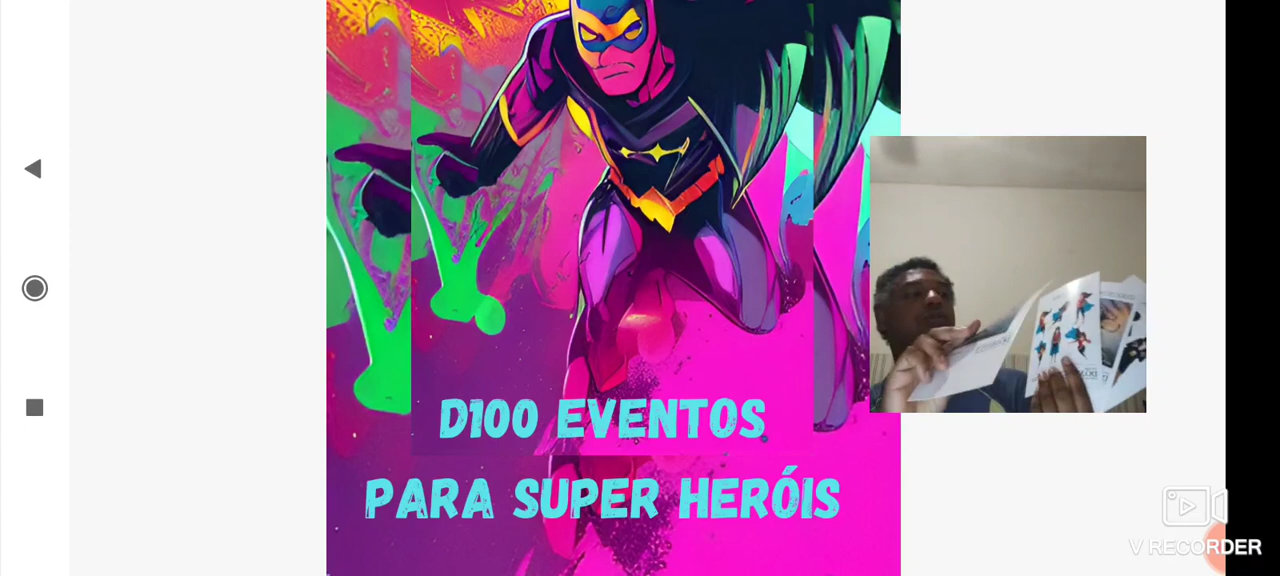 D100 EVENTOS
PARA SUPER HERÓIS
V RECORDER